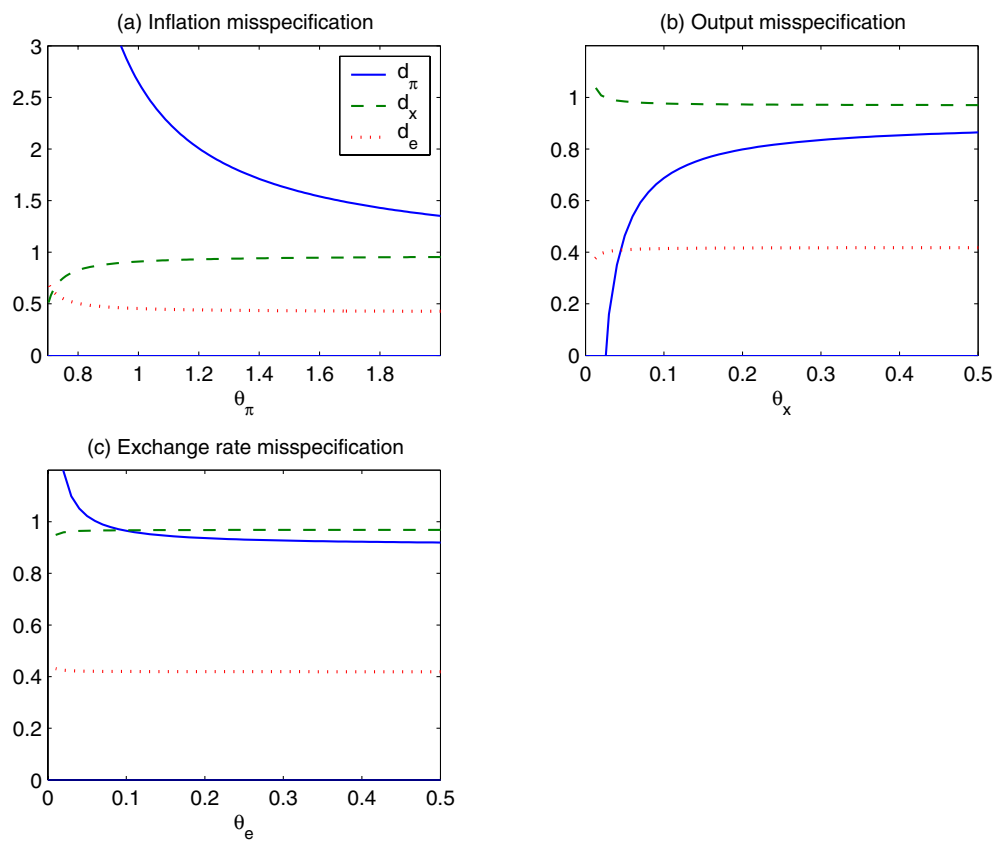 (a) Inflation misspecification
3
2.5
2
1.5
1
0.5
0
0.8 1 1.2 1.4 1.6 1.8
θ_π
d_π
d_x
d_e
(b) Output misspecification
1
0.8
0.6
0.4
0.2
0
0 0.1 0.2 0.3 0.4 0.5
θ_x
(c) Exchange rate misspecification
1
0.8
0.6
0.4
0.2
0
0 0.1 0.2 0.3 0.4 0.5
θ_e